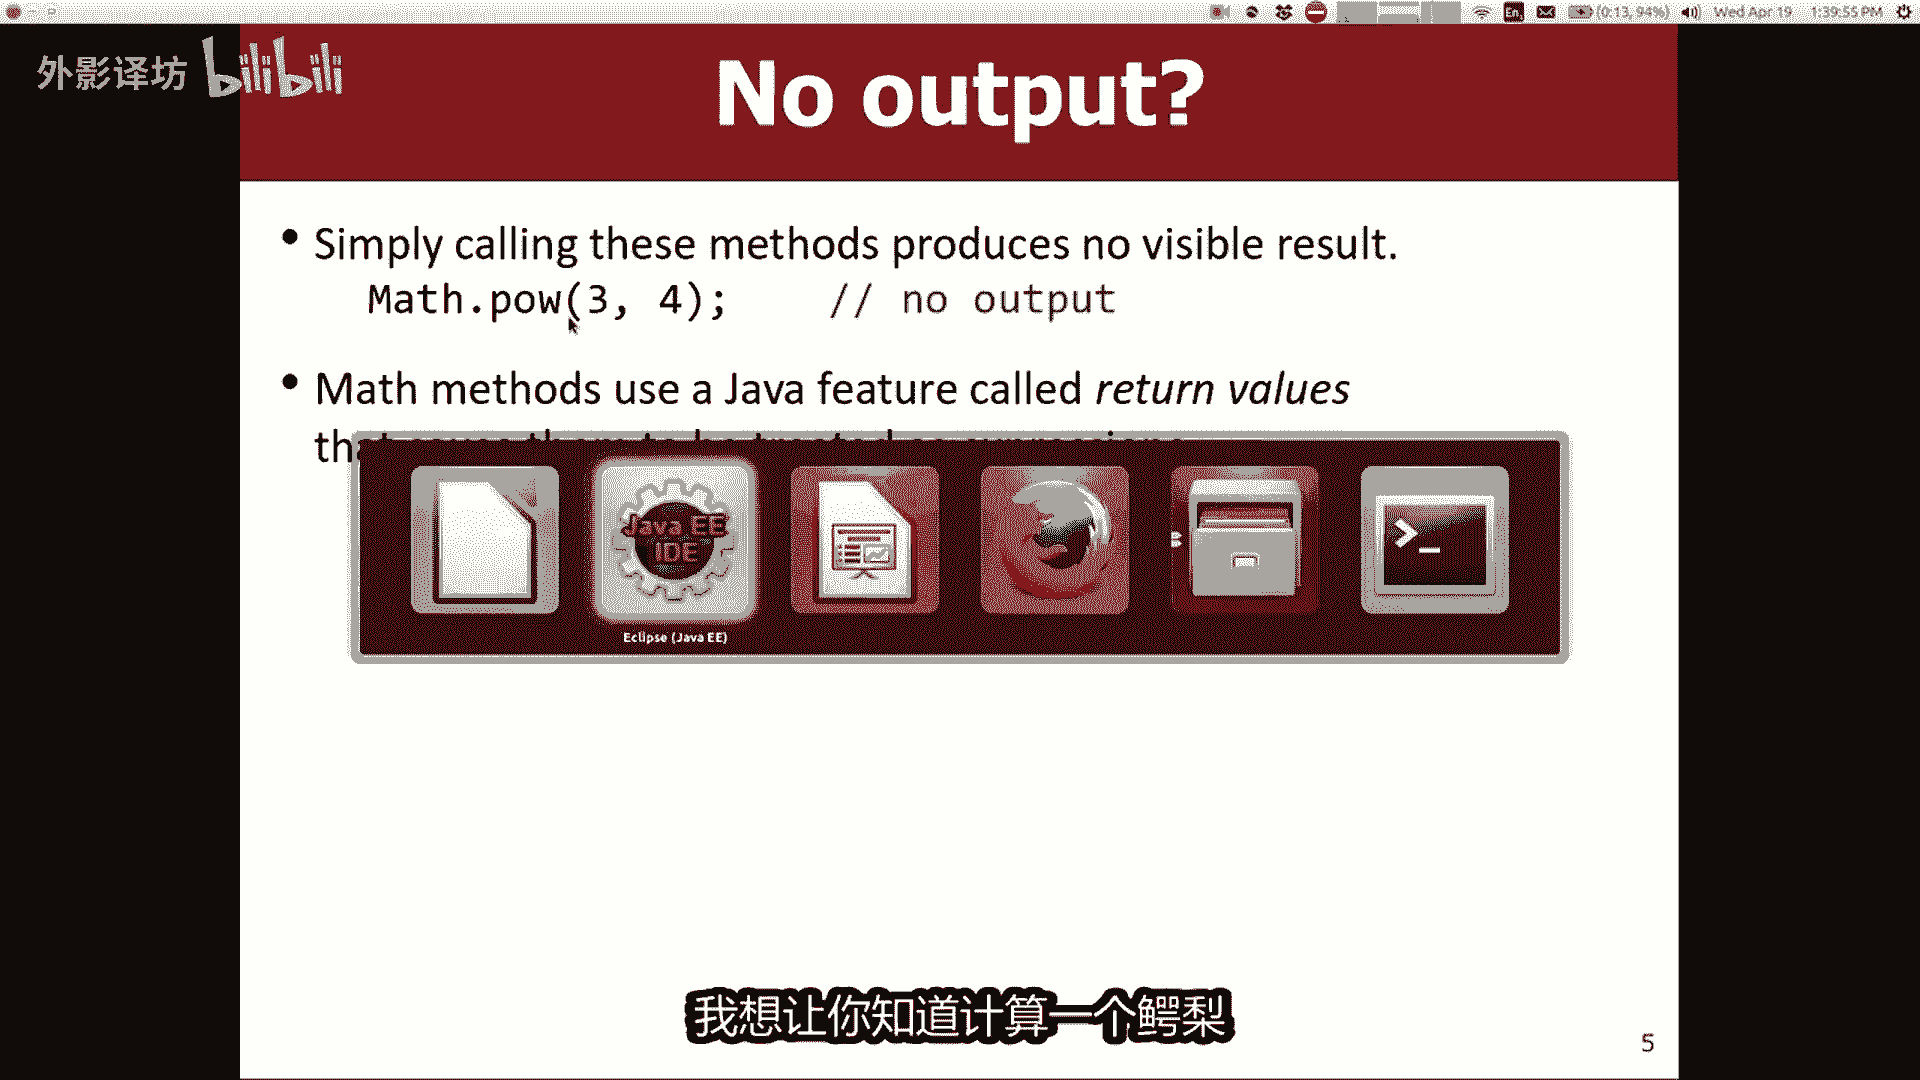 En
(0:13, 94%)
Wed Apr 19
1:39:55 PM
外影译坊 bilibili
No output?
• Simply calling these methods produces no visible result.
Math.pow(3, 4); // no output
• Math methods use a Java feature called return values
Java EE
IDE
>_
Eclipse (Java EE)
我想让你知道计算一个鳄梨
5